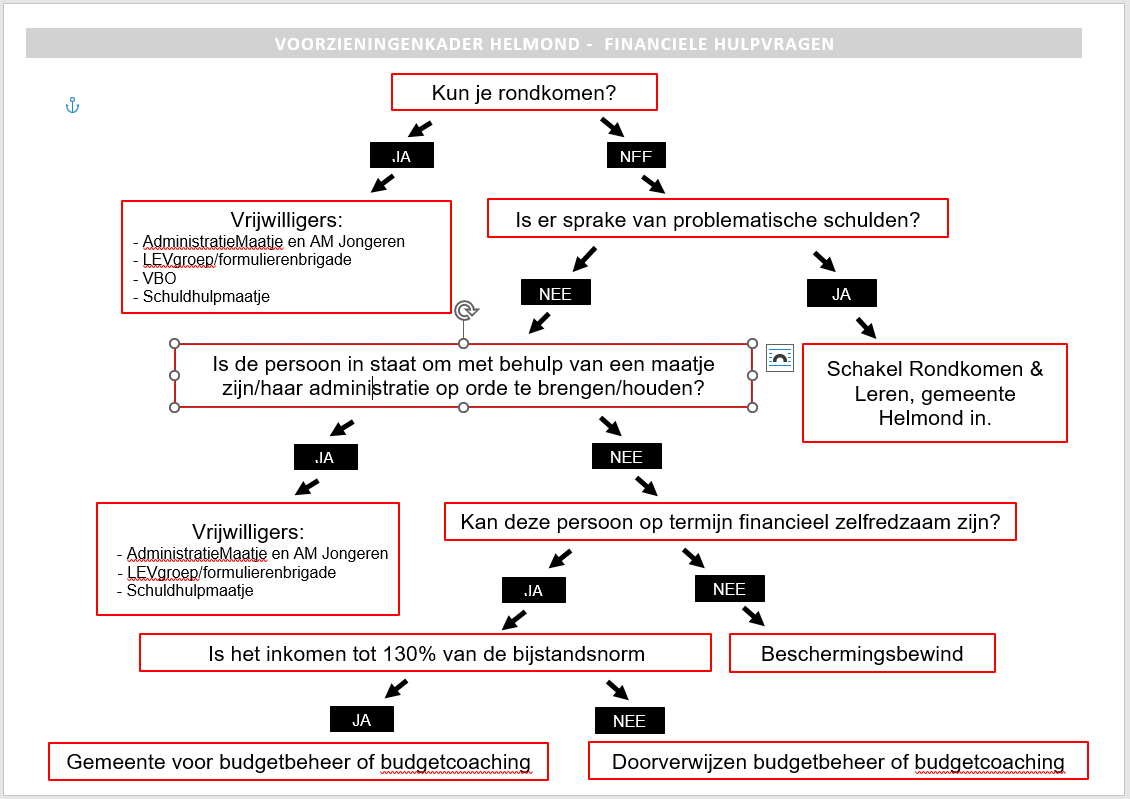 VOORZIENINGENKADER HELMOND - FINANCIELE HULPVRAGEN
Kun je rondkomen?
JA
NEE
Vrijwilligers:
- AdministratieMaatje en AM Jongeren
- LEVgroep/formulierenbrigade
- VBO
- Schuldhulpmaatje
Is er sprake van problematische schulden?
NEE
JA
Is de persoon in staat om met behulp van een maatje
zijn/haar administratie op orde te brengen/houden?
Schakel Rondkomen &
Leren, gemeente
Helmond in.
JA
NEE
Vrijwilligers:
- AdministratieMaatje en AM Jongeren
- LEVgroep/formulierenbrigade
- Schuldhulpmaatje
Kan deze persoon op termijn financieel zelfredzaam zijn?
JA
NEE
Is het inkomen tot 130% van de bijstandsnorm
Beschermingsbewind
JA
NEE
Gemeente voor budgetbeheer of budgetcoaching
Doorverwijzen budgetbeheer of budgetcoaching